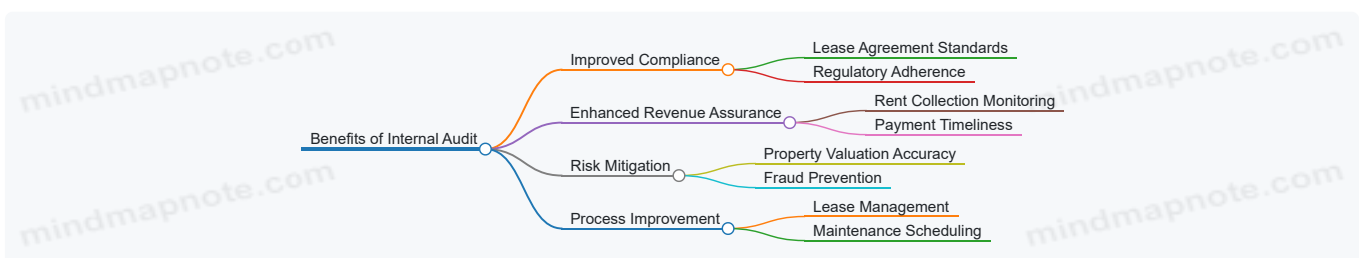 mindmapnote.com
mindmapnote.com
Benefits of Internal Audit
Improved Compliance
Lease Agreement Standards
Regulatory Adherence
Enhanced Revenue Assurance
Rent Collection Monitoring
Payment Timeliness
Risk Mitigation
Property Valuation Accuracy
Fraud Prevention
Process Improvement
Lease Management
Maintenance Scheduling
mindmapnote.com
mindmapnote.com